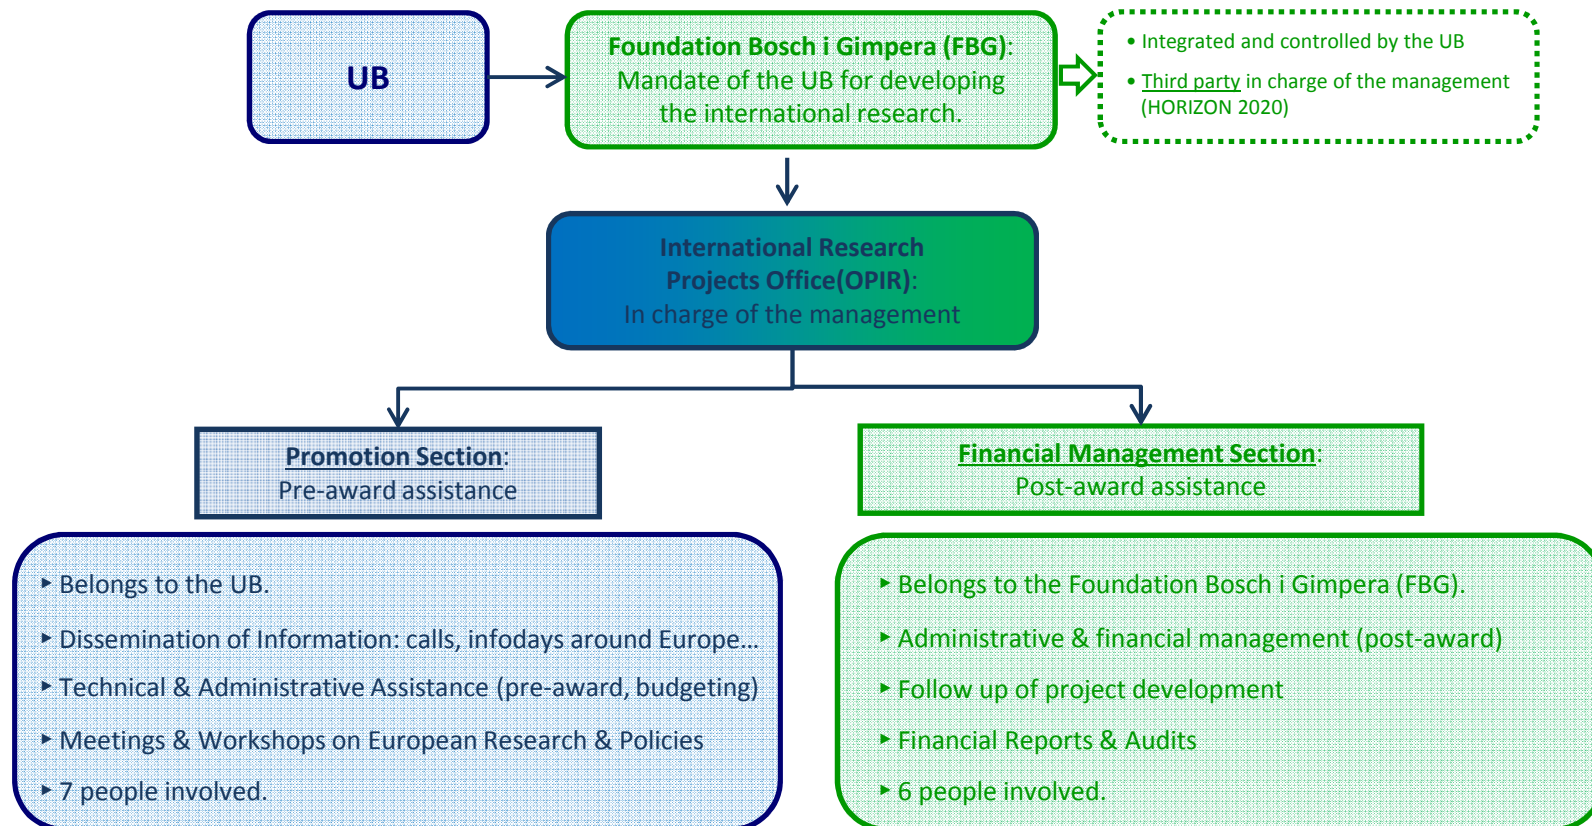 UB
Foundation Bosch i Gimpera (FBG):
Mandate of the UB for developing
the international research.
• Integrated and controlled by the UB
• Third party in charge of the management
(HORIZON 2020)
International Research
Projects Office(OPIR):
In charge of the management
Promotion Section:
Pre-award assistance
Financial Management Section:
Post-award assistance
▸ Belongs to the UB.
▸ Dissemination of Information: calls, infodays around Europe…
▸ Technical & Administrative Assistance (pre-award, budgeting)
▸ Meetings & Workshops on European Research & Policies
▸ 7 people involved.
▸ Belongs to the Foundation Bosch i Gimpera (FBG).
▸ Administrative & financial management (post-award)
▸ Follow up of project development
▸ Financial Reports & Audits
▸ 6 people involved.